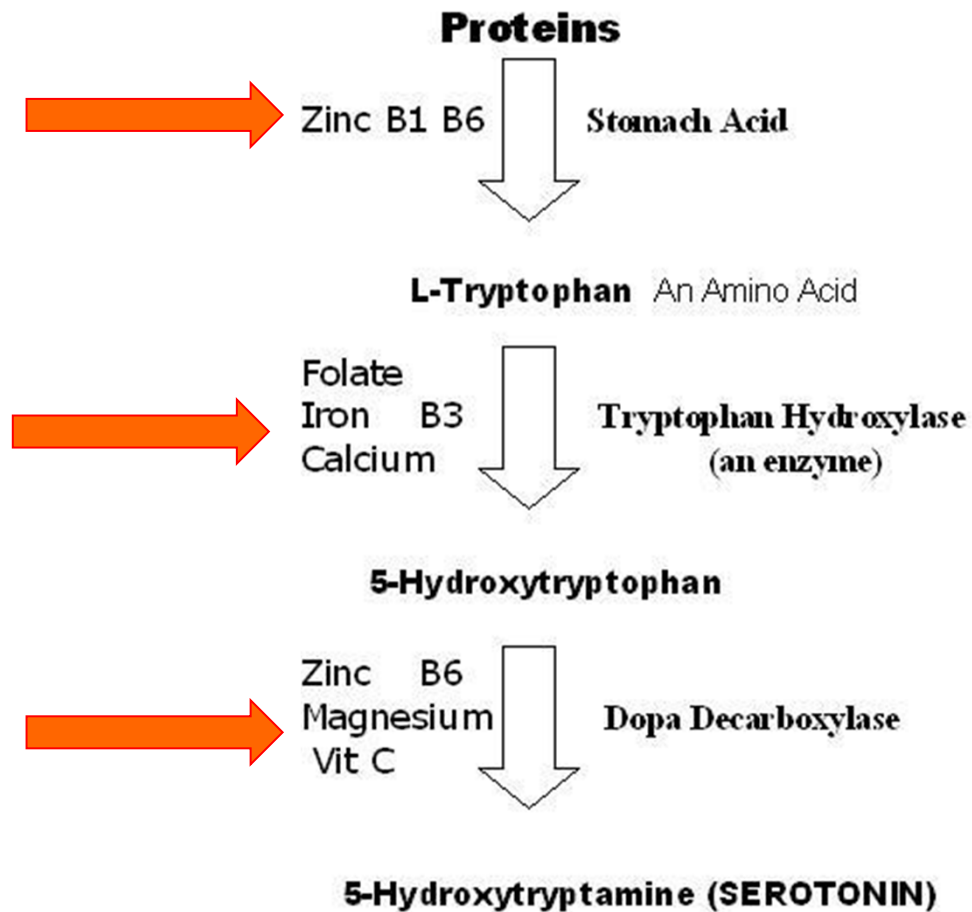 Proteins
Zinc B1 B6 Stomach Acid
L-Tryptophan An Amino Acid
Folate
Iron B3 Tryptophan Hydroxylase
Calcium (an enzyme)
5-Hydroxytryptophan
Zinc B6
Magnesium Dopa Decarboxylase
Vit C
5-Hydroxytryptamine (SEROTONIN)